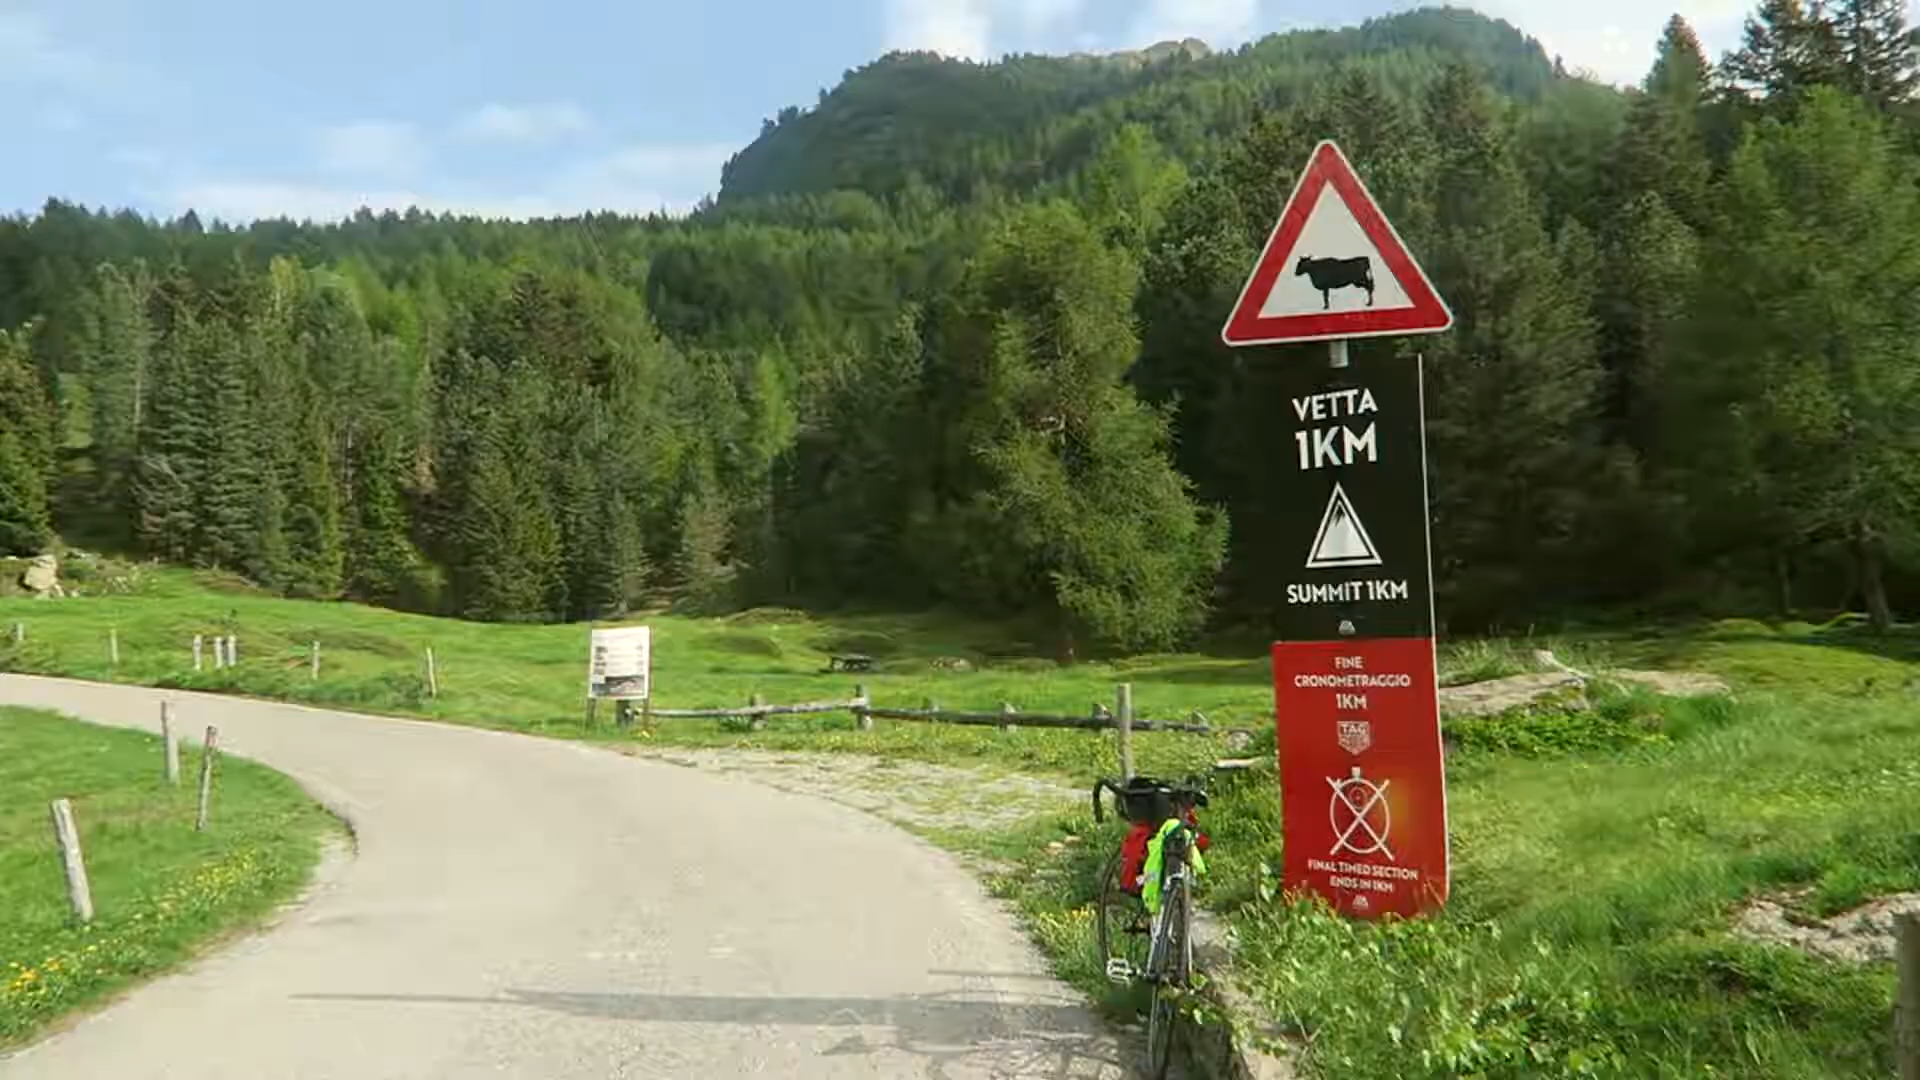 VETTA
1KM
SUMMIT 1KM
FINE
CRONOMETRAGGIO
1KM
TAG
FINAL TIMED SECTION
ENDS IN 1KM